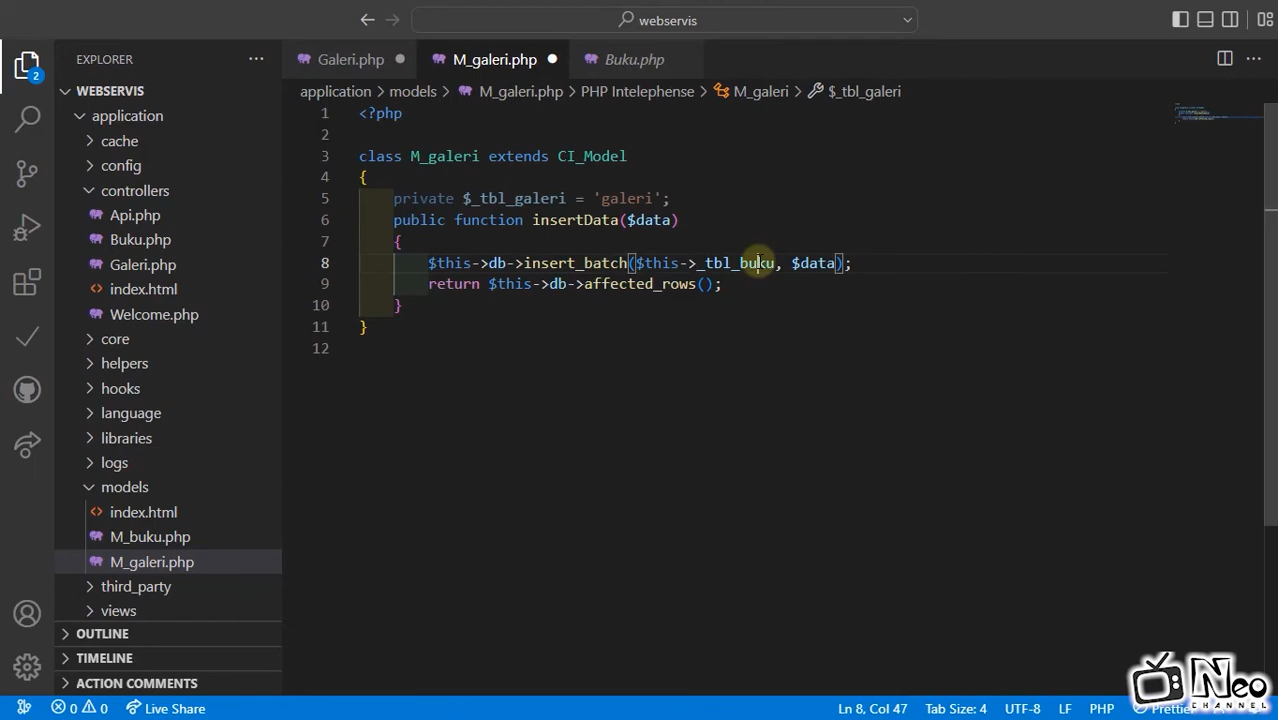 webservis
EXPLORER
Galeri.php
M_galeri.php
Buku.php
2
WEBSERVIS
application > models > M_galeri.php > PHP Intelephense > M_galeri > $_tbl_galeri
application
cache
config
controllers
Api.php
Buku.php
Galeri.php
index.html
Welcome.php
core
helpers
hooks
language
libraries
logs
models
index.html
M_buku.php
M_galeri.php
third_party
views
OUTLINE
TIMELINE
ACTION COMMENTS
1 <?php
2
3 class M_galeri extends CI_Model
4 {
5 private $_tbl_galeri = 'galeri';
6 public function insertData($data)
7 {
8 $this->db->insert_batch($this->_tbl_buku, $data);
9 return $this->db->affected_rows();
10 }
11 }
12
Neo
CHANNEL
0 0 Live Share
Ln 8, Col 47 Tab Size: 4 UTF-8 LF PHP Prettier